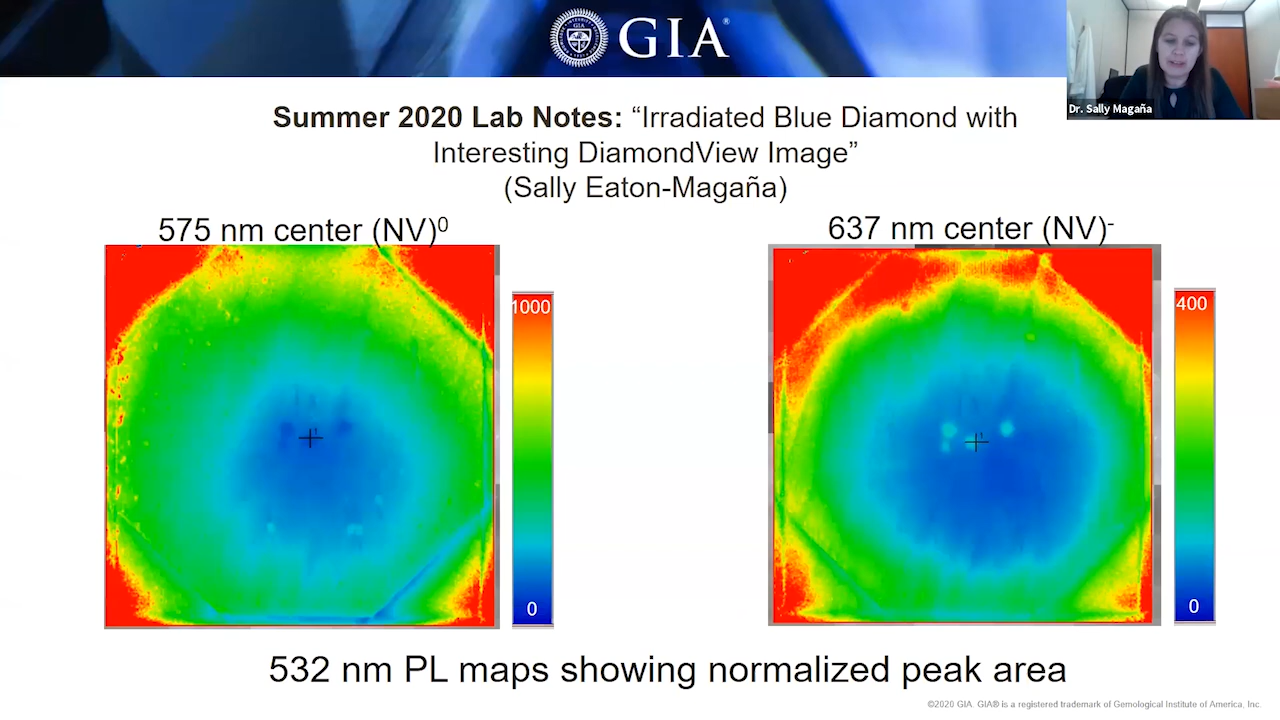 GIA®
Dr. Sally Magaña
Summer 2020 Lab Notes: “Irradiated Blue Diamond with
Interesting DiamondView Image”
(Sally Eaton-Magaña)
575 nm center (NV)⁰
637 nm center (NV)⁻
1000
0
400
0
532 nm PL maps showing normalized peak area
©2020 GIA. GIA® is a registered trademark of Gemological Institute of America, Inc.